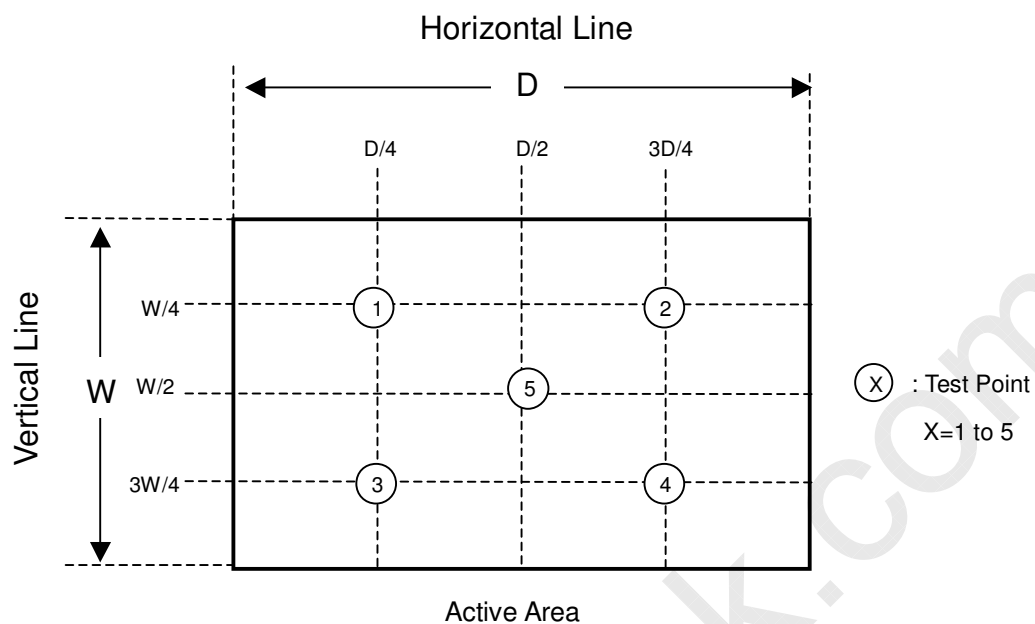 Horizontal Line
D
D/4 D/2 3D/4
W/4 1 2
Vertical Line
W W/2 5 X : Test Point
X=1 to 5
3W/4 3 4
Active Area
k.com